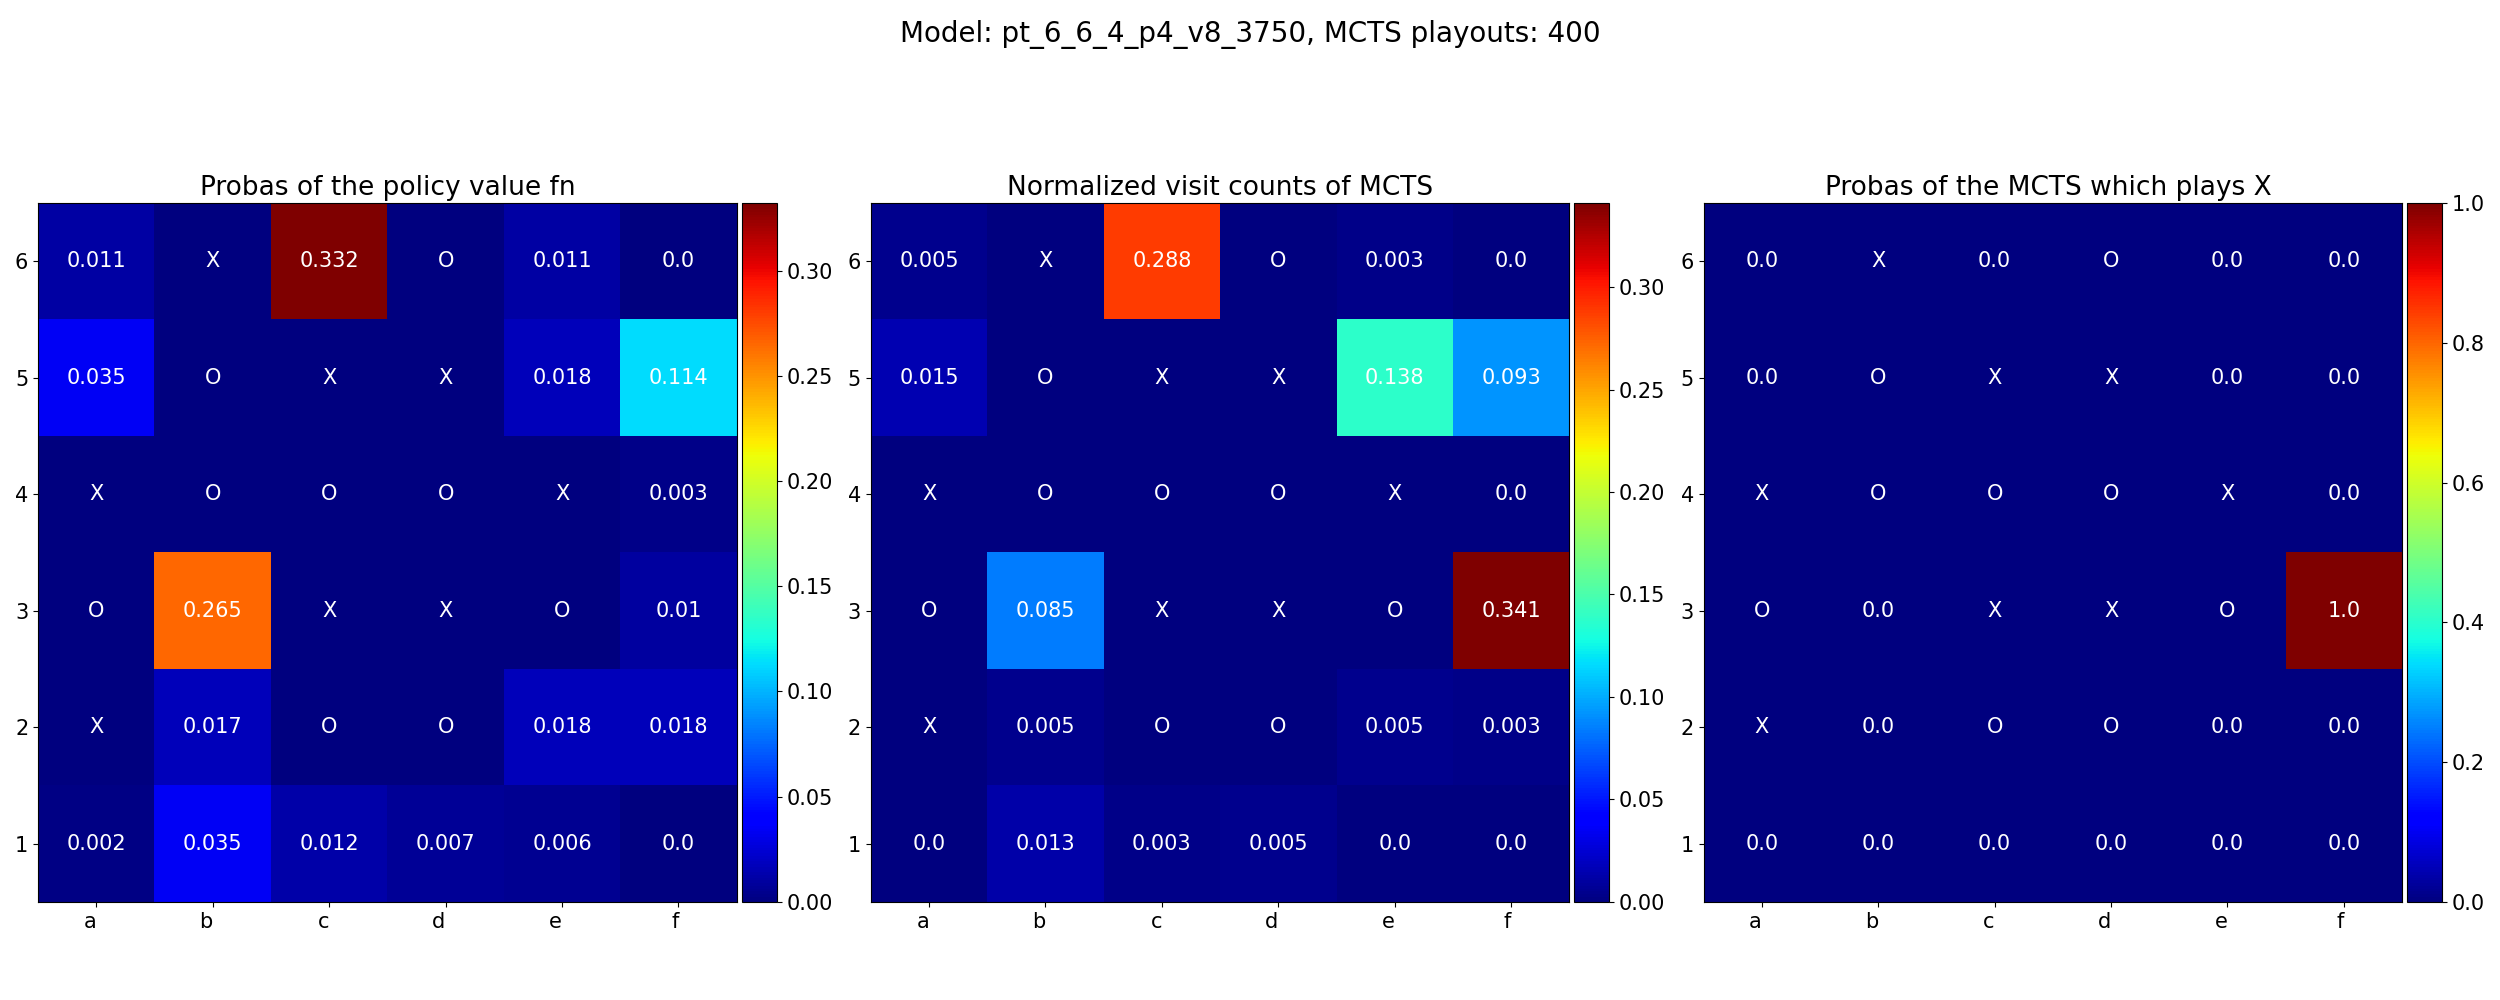 Model: pt_6_6_4_p4_v8_3750, MCTS playouts: 400
Probas of the policy value fn
6 0.011 X 0.332 O 0.011 0.0
5 0.035 O X X 0.018 0.114
4 X O O O X 0.003
3 O 0.265 X X O 0.01
2 X 0.017 O O 0.018 0.018
1 0.002 0.035 0.012 0.007 0.006 0.0
a b c d e f
0.30
0.25
0.20
0.15
0.10
0.05
0.00
Normalized visit counts of MCTS
6 0.005 X 0.288 O 0.003 0.0
5 0.015 O X X 0.138 0.093
4 X O O O X 0.0
3 O 0.085 X X O 0.341
2 X 0.005 O O 0.005 0.003
1 0.0 0.013 0.003 0.005 0.0 0.0
a b c d e f
0.30
0.25
0.20
0.15
0.10
0.05
0.00
Probas of the MCTS which plays X
6 0.0 X 0.0 O 0.0 0.0
5 0.0 O X X 0.0 0.0
4 X O O O X 0.0
3 O 0.0 X X O 1.0
2 X 0.0 O O 0.0 0.0
1 0.0 0.0 0.0 0.0 0.0 0.0
a b c d e f
1.0
0.8
0.6
0.4
0.2
0.0